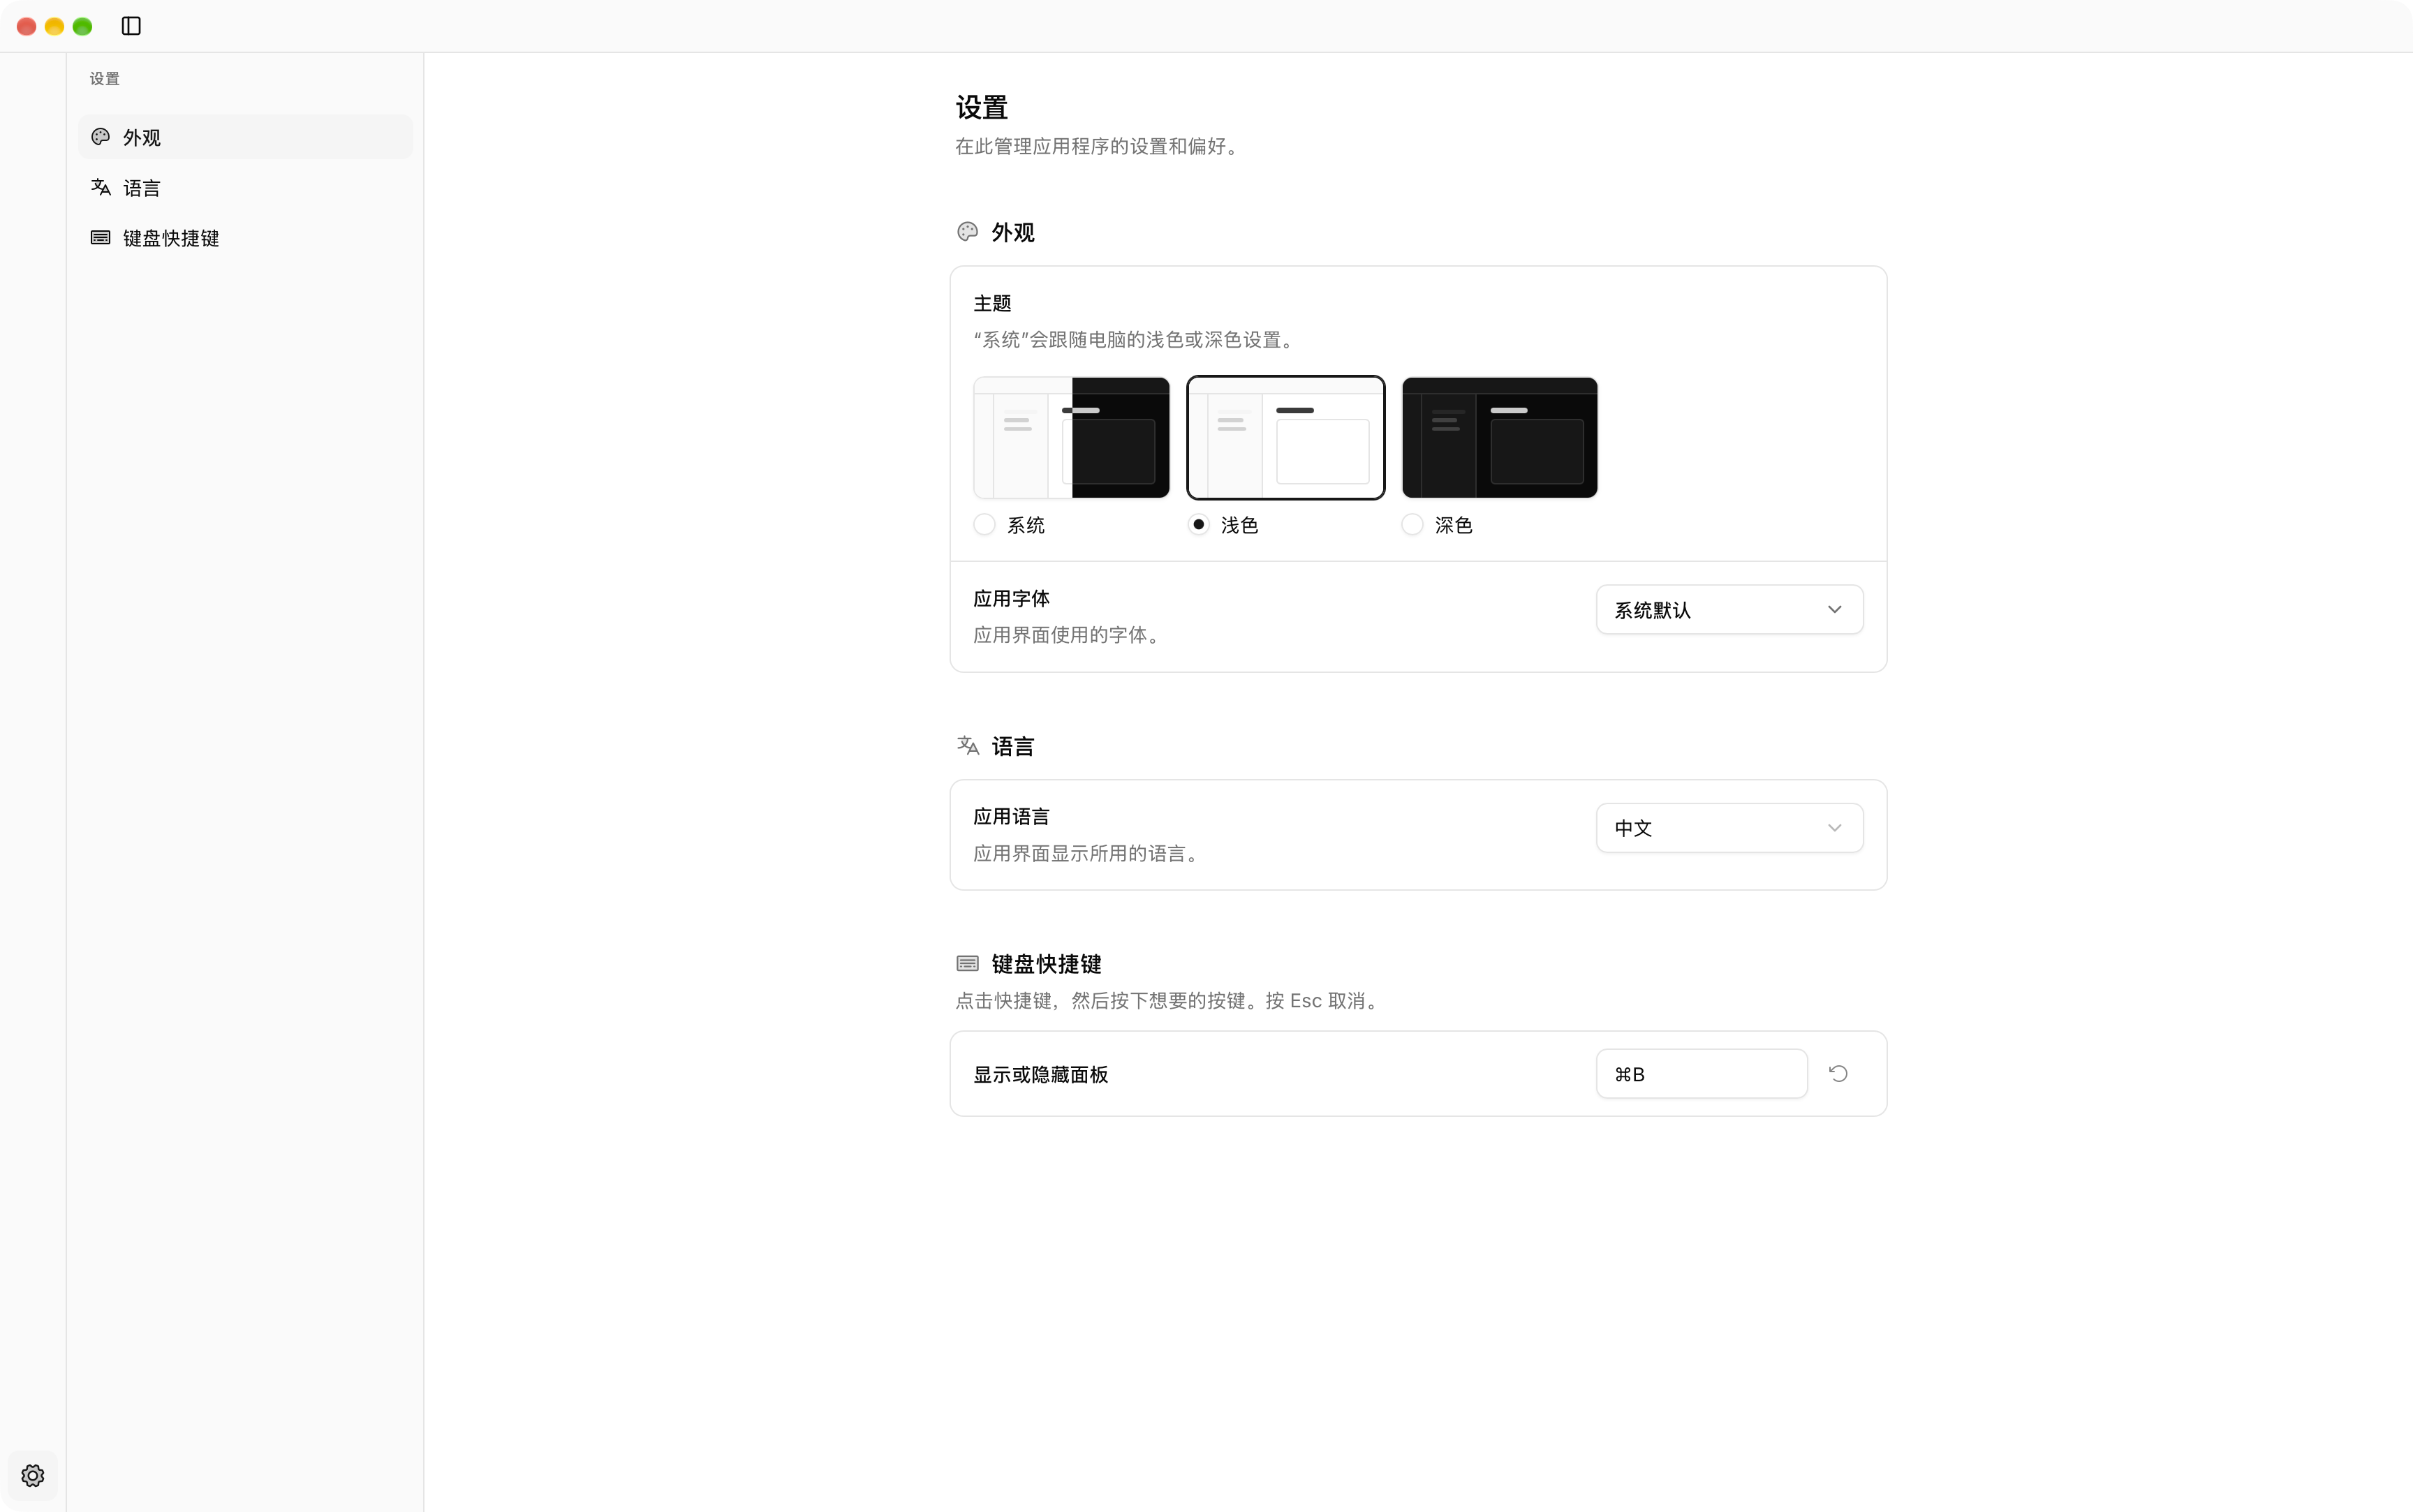 设置
外观
语言
键盘快捷键
设置
在此管理应用程序的设置和偏好。
外观
主题
“系统”会跟随电脑的浅色或深色设置。
系统
浅色
深色
应用字体
系统默认
应用界面使用的字体。
语言
应用语言
中文
应用界面显示所用的语言。
键盘快捷键
点击快捷键，然后按下想要的按键。按 Esc 取消。
显示或隐藏面板
⌘B